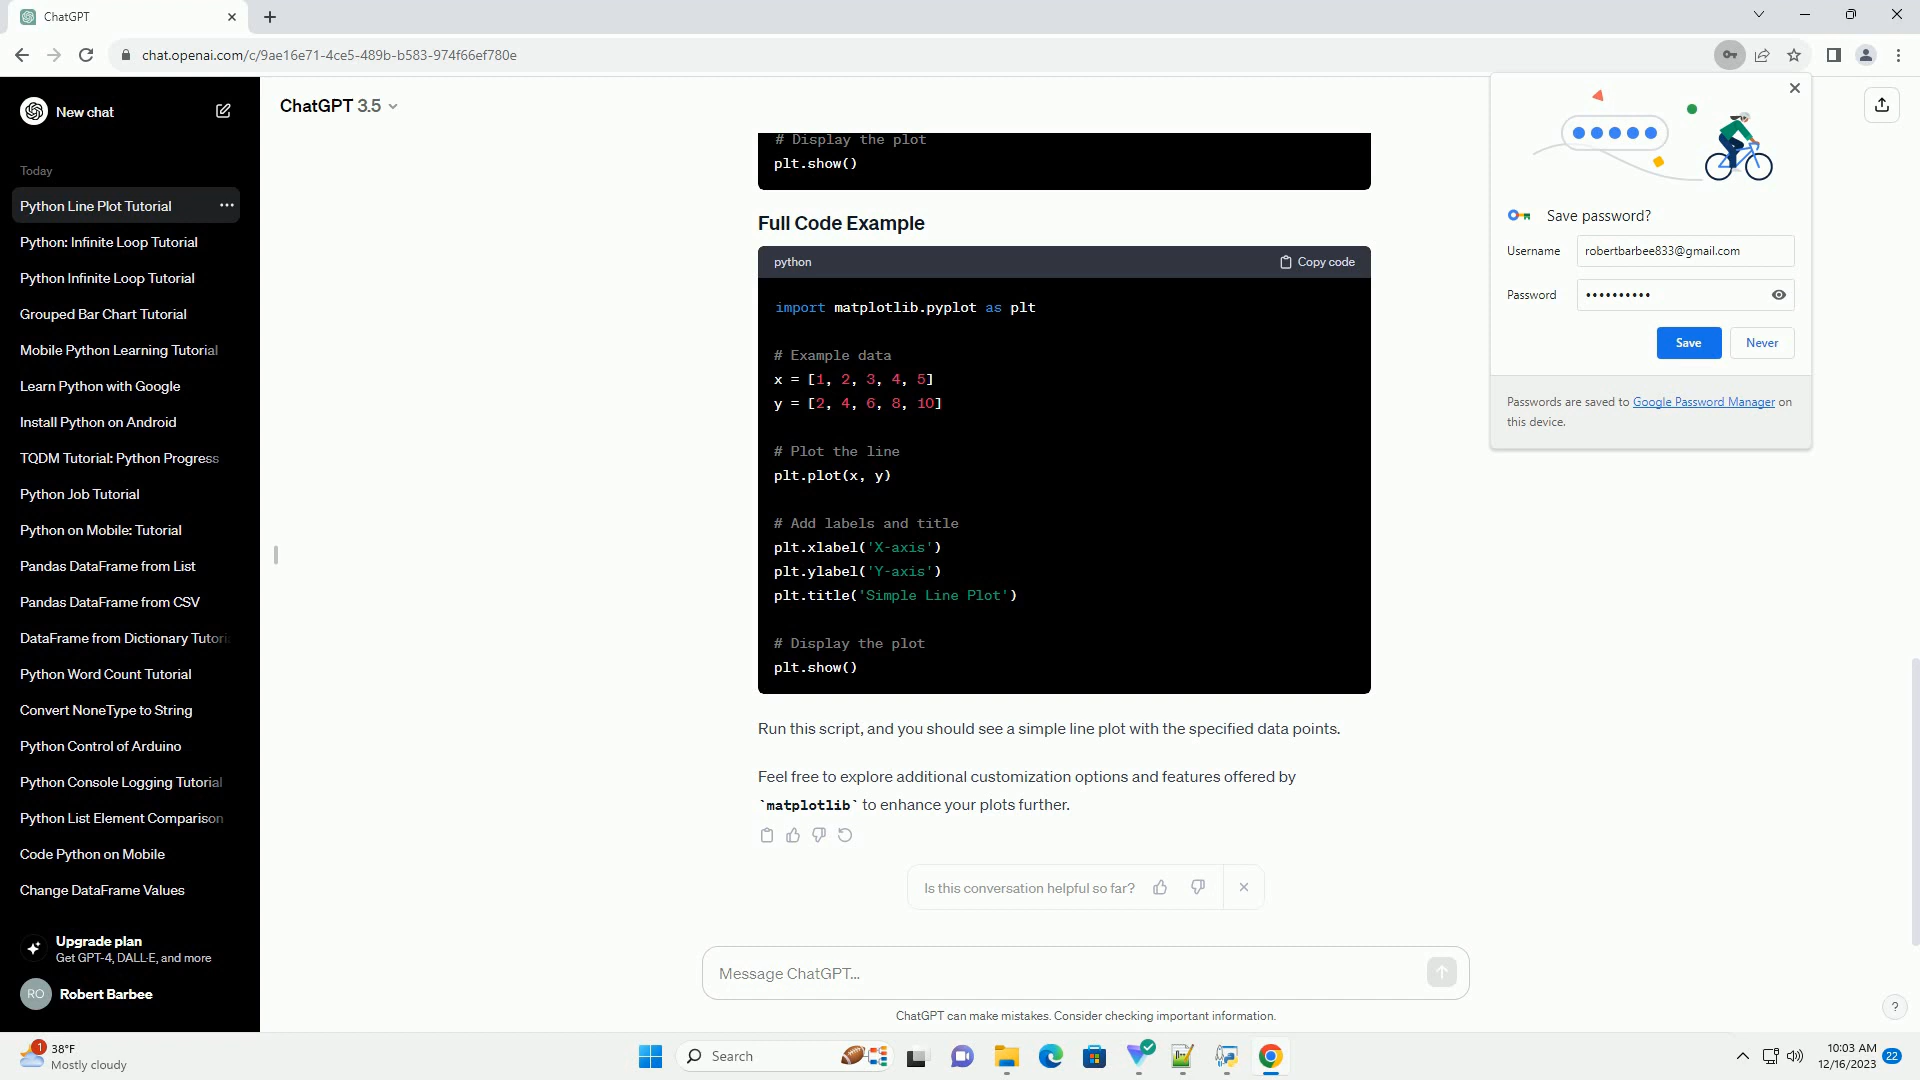 ChatGPT
chat.openai.com/c/9ae16e71-4ce5-489b-b583-974f66ef780e
New chat
Today
Python Line Plot Tutorial
Python: Infinite Loop Tutorial
Python Infinite Loop Tutorial
Grouped Bar Chart Tutorial
Mobile Python Learning Tutorial
Learn Python with Google
Install Python on Android
TQDM Tutorial: Python Progress
Python Job Tutorial
Python on Mobile: Tutorial
Pandas DataFrame from List
Pandas DataFrame from CSV
DataFrame from Dictionary Tutori
Python Word Count Tutorial
Convert NoneType to String
Python Control of Arduino
Python Console Logging Tutorial
Python List Element Comparison
Code Python on Mobile
Change DataFrame Values
Upgrade plan
Get GPT-4, DALL·E, and more
RO
Robert Barbee
ChatGPT 3.5
# Display the plot
plt.show()
Full Code Example
python
Copy code
import matplotlib.pyplot as plt
# Example data
x = [1, 2, 3, 4, 5]
y = [2, 4, 6, 8, 10]
# Plot the line
plt.plot(x, y)
# Add labels and title
plt.xlabel('X-axis')
plt.ylabel('Y-axis')
plt.title('Simple Line Plot')
# Display the plot
plt.show()
Run this script, and you should see a simple line plot with the specified data points.
Feel free to explore additional customization options and features offered by
`matplotlib` to enhance your plots further.
Is this conversation helpful so far?
Message ChatGPT...
ChatGPT can make mistakes. Consider checking important information.
?
Save password?
Username
robertbarbee833@gmail.com
Password
••••••••••
Save
Never
Passwords are saved to Google Password Manager on
this device.
1
38°F
Mostly cloudy
Search
10:03 AM
12/16/2023
22